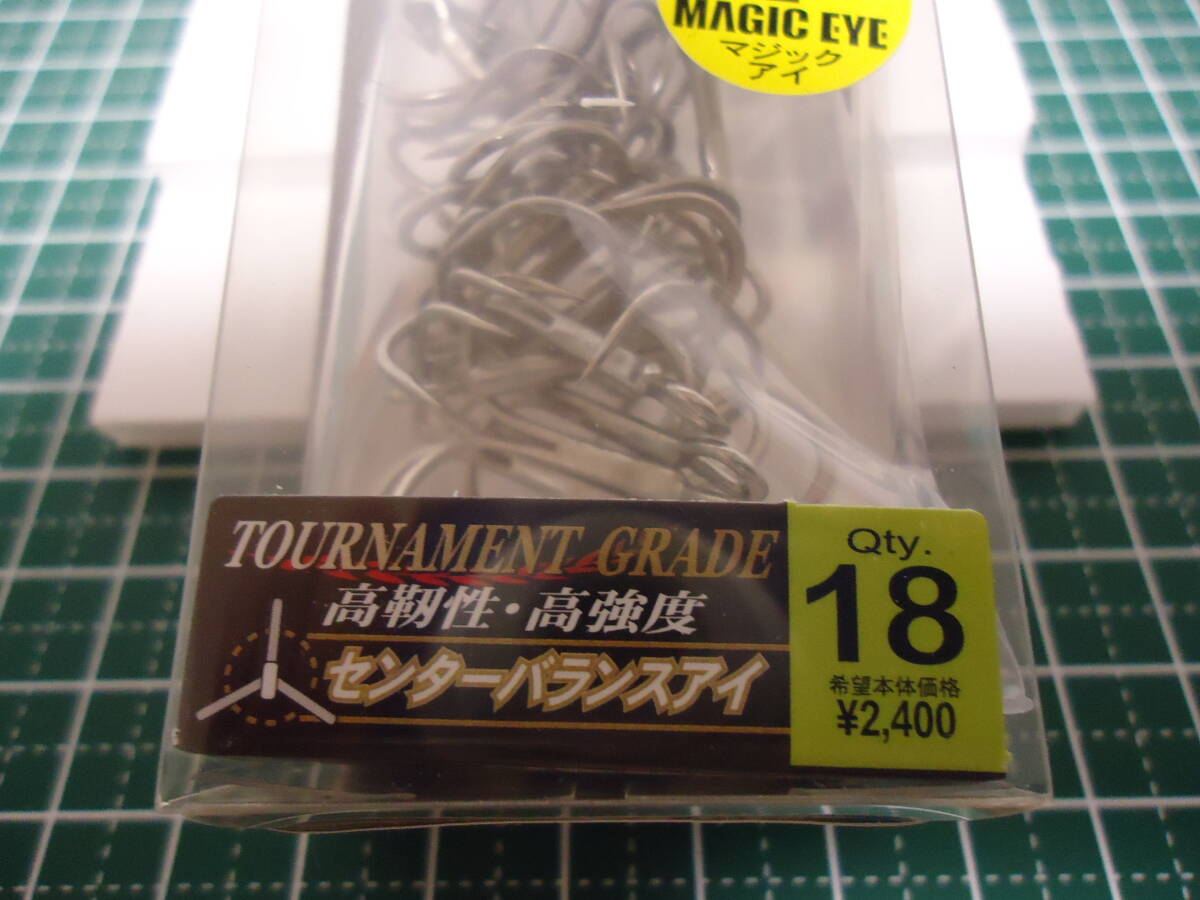 MAGIC EYE
マジック
アイ
TOURNAMENT GRADE
高靭性・高強度
センターバランスアイ
Qty.
18
希望本体価格
¥2,400